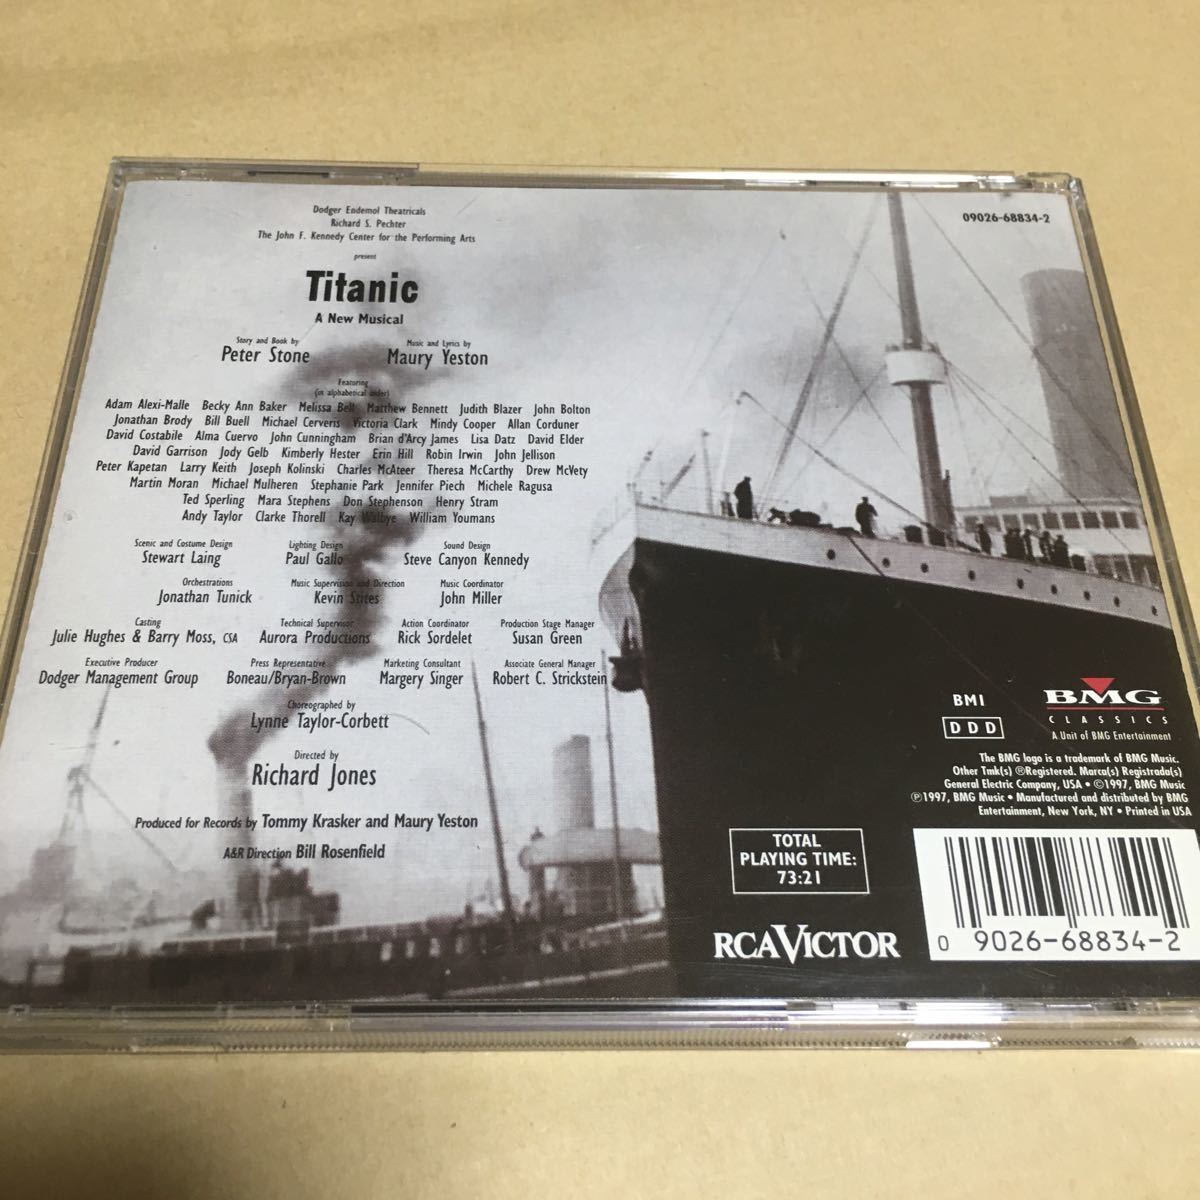 Dodger Endemol Theatricals
Richard S. Pechter
The John F. Kennedy Center for the Performing Arts
present
Titanic
A New Musical
Story and Book by
Peter Stone
Music and Lyrics by
Maury Yeston
Featuring
(in alphabetical order)
Adam Alexi-Malle Becky Ann Baker Melissa Bell Matthew Bennett Judith Blazer John Bolton
Jonathan Brody Bill Buell Michael Cerveris Victoria Clark Mindy Cooper Allan Corduner
David Costabile Alma Cuervo John Cunningham Brian d'Arcy James Lisa Datz David Elder
David Garrison Jody Gelb Kimberly Hester Erin Hill Robin Irwin John Jellison
Peter Kapetan Larry Keith Joseph Kolinski Charles McAteer Theresa McCarthy Drew McVety
Martin Moran Michael Mulheren Stephanie Park Jennifer Piech Michele Ragusa
Ted Sperling Mara Stephens Don Stephenson Henry Stram
Andy Taylor Clarke Thorell Kay Walbye William Youmans
Scenic and Costume Design
Stewart Laing
Lighting Design
Paul Gallo
Sound Design
Steve Canyon Kennedy
Orchestrations
Jonathan Tunick
Music Supervision and Direction
Kevin Stites
Music Coordinator
John Miller
Casting
Julie Hughes & Barry Moss, CSA
Technical Supervisor
Aurora Productions
Action Coordinator
Rick Sordelet
Production Stage Manager
Susan Green
Executive Producer
Dodger Management Group
Press Representative
Boneau/Bryan-Brown
Marketing Consultant
Margery Singer
Associate General Manager
Robert C. Strickstein
Choreographed by
Lynne Taylor-Corbett
Directed by
Richard Jones
Produced for Records by Tommy Krasker and Maury Yeston
A&R Direction Bill Rosenfield
09026-68834-2
BMI
DDD
BMG
CLASSICS
A Unit of BMG Entertainment
The BMG logo is a trademark of BMG Music.
Other Tmk(s) ®Registered. Marca(s) Registrada(s)
General Electric Company, USA • ©1997, BMG Music
℗1997, BMG Music • Manufactured and distributed by BMG
Entertainment, New York, NY • Printed in USA
TOTAL
PLAYING TIME:
73:21
RCA VICTOR
0 9026-68834-2